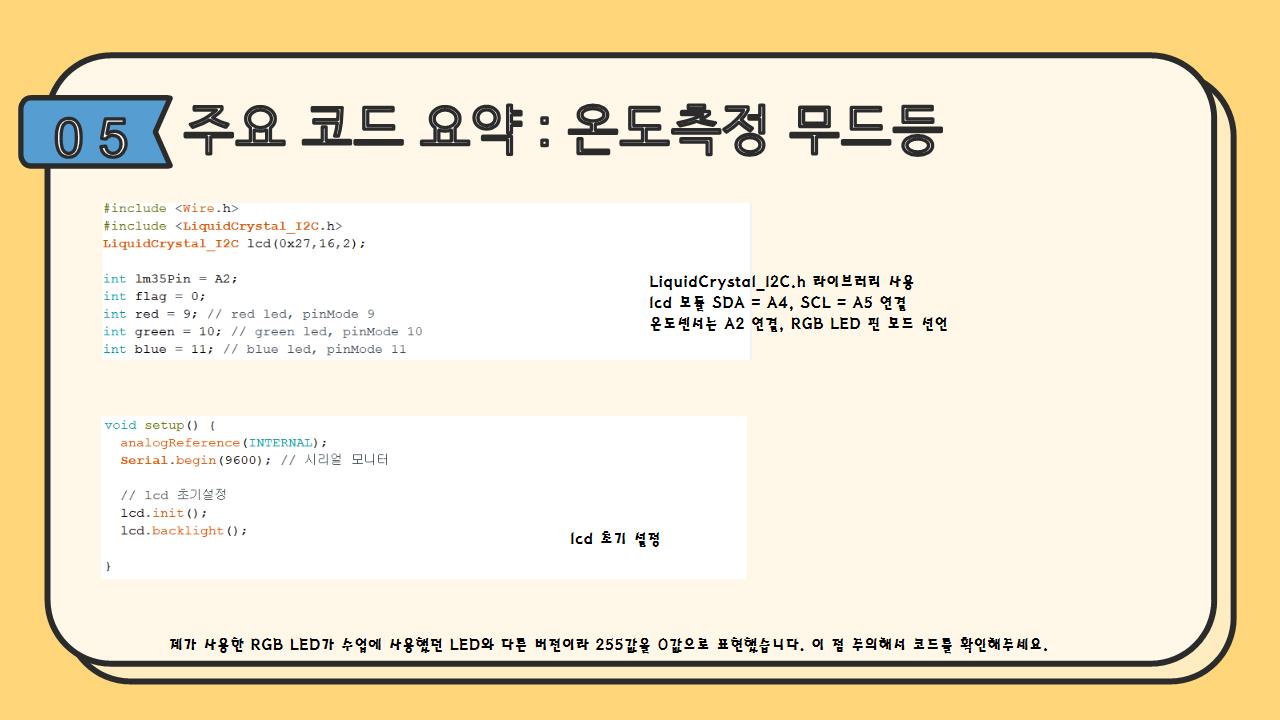 05 주요 코드 요약 : 온도측정 무드등
#include <Wire.h>
#include <LiquidCrystal_I2C.h>
LiquidCrystal_I2C lcd(0x27,16,2);
int lm35Pin = A2;
int flag = 0;
int red = 9; // red led, pinMode 9
int green = 10; // green led, pinMode 10
int blue = 11; // blue led, pinMode 11
LiquidCrystal_I2C.h 라이브러리 사용
lcd 모듈 SDA = A4, SCL = A5 연결
온도센서는 A2 연결, RGB LED 핀 모드 선언
void setup() {
analogReference(INTERNAL);
Serial.begin(9600); // 시리얼 모니터
// lcd 초기설정
lcd.init();
lcd.backlight();
}
lcd 초기 설정
제가 사용한 RGB LED가 수업에 사용했던 LED와 다른 버전이라 255값을 0값으로 표현했습니다. 이 점 주의해서 코드를 확인해주세요.